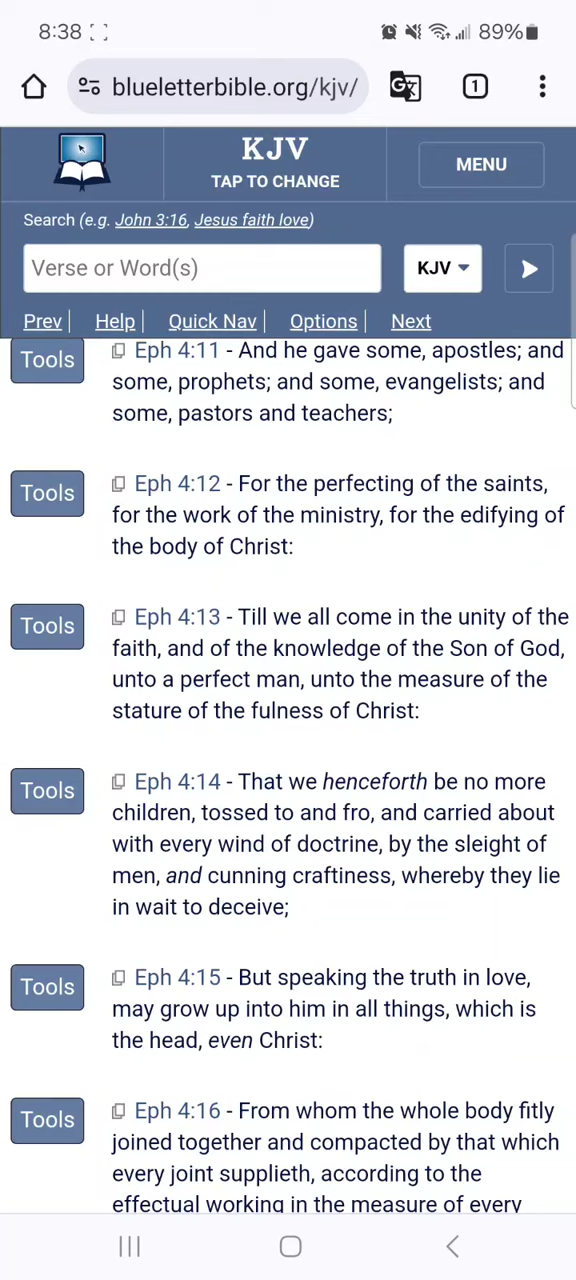 8:38
89%
blueletterbible.org/kjv/
1
KJV
TAP TO CHANGE
MENU
Search (e.g. John 3:16, Jesus faith love)
Verse or Word(s)
KJV
Prev| Help| Quick Nav| Options| Next
Tools
Eph 4:11 - And he gave some, apostles; and
some, prophets; and some, evangelists; and
some, pastors and teachers;
Tools
Eph 4:12 - For the perfecting of the saints,
for the work of the ministry, for the edifying of
the body of Christ:
Tools
Eph 4:13 - Till we all come in the unity of the
faith, and of the knowledge of the Son of God,
unto a perfect man, unto the measure of the
stature of the fulness of Christ:
Tools
Eph 4:14 - That we henceforth be no more
children, tossed to and fro, and carried about
with every wind of doctrine, by the sleight of
men, and cunning craftiness, whereby they lie
in wait to deceive;
Tools
Eph 4:15 - But speaking the truth in love,
may grow up into him in all things, which is
the head, even Christ:
Tools
Eph 4:16 - From whom the whole body fitly
joined together and compacted by that which
every joint supplieth, according to the
effectual working in the measure of every